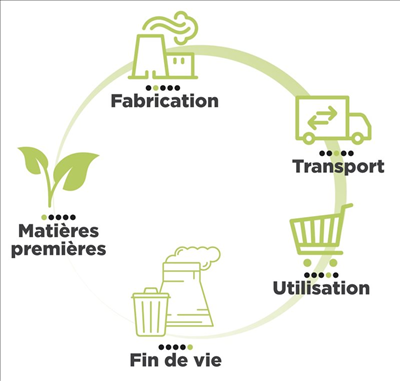 Fabrication
Transport
Matières
premières
Utilisation
Fin de vie